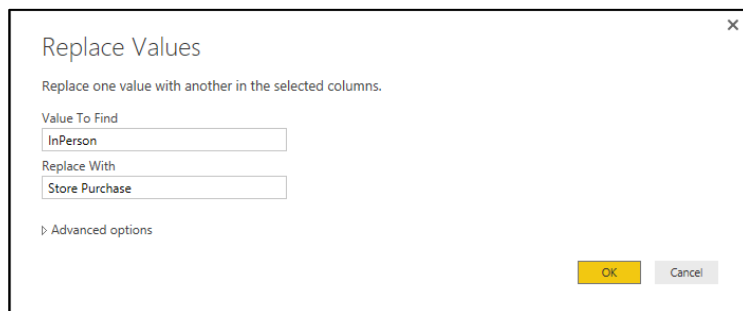 Replace Values
Replace one value with another in the selected columns.
Value To Find
InPerson
Replace With
Store Purchase
Advanced options
OK Cancel